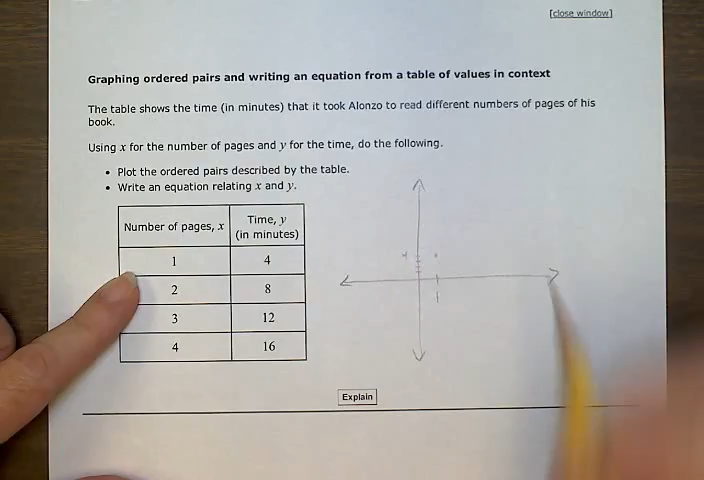 [close window]
Graphing ordered pairs and writing an equation from a table of values in context
The table shows the time (in minutes) that it took Alonzo to read different numbers of pages of his
book.
Using x for the number of pages and y for the time, do the following.
• Plot the ordered pairs described by the table.
• Write an equation relating x and y.
Number of pages, x
Time, y
(in minutes)
1 4
2 8
3 12
4 16
4
1
Explain